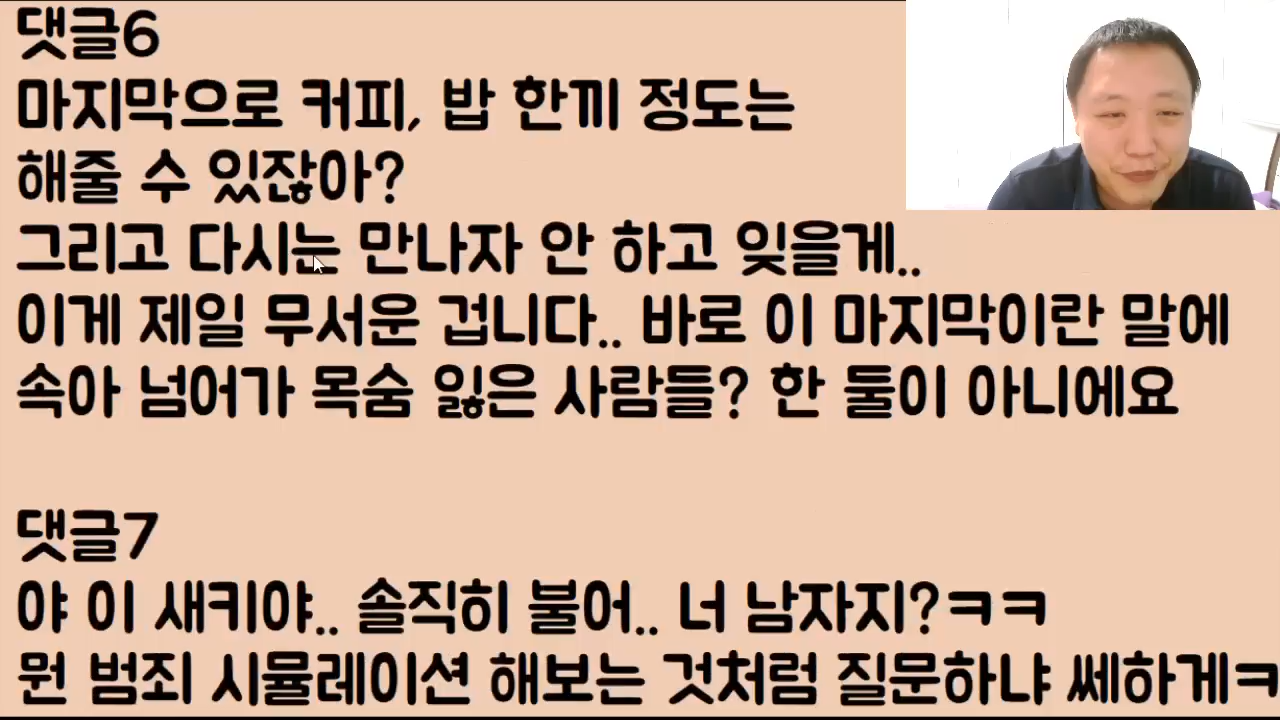 댓글6
마지막으로 커피, 밥 한끼 정도는
해줄 수 있잖아?
그리고 다시는 만나자 안 하고 잊을게..
이게 제일 무서운 겁니다.. 바로 이 마지막이란 말에
속아 넘어가 목숨 잃은 사람들? 한 둘이 아니에요
댓글7
야 이 새키야.. 솔직히 불어.. 너 남자지?ㅋㅋ
뭔 범죄 시뮬레이션 해보는 것처럼 질문하냐 쎄하게ㅋ